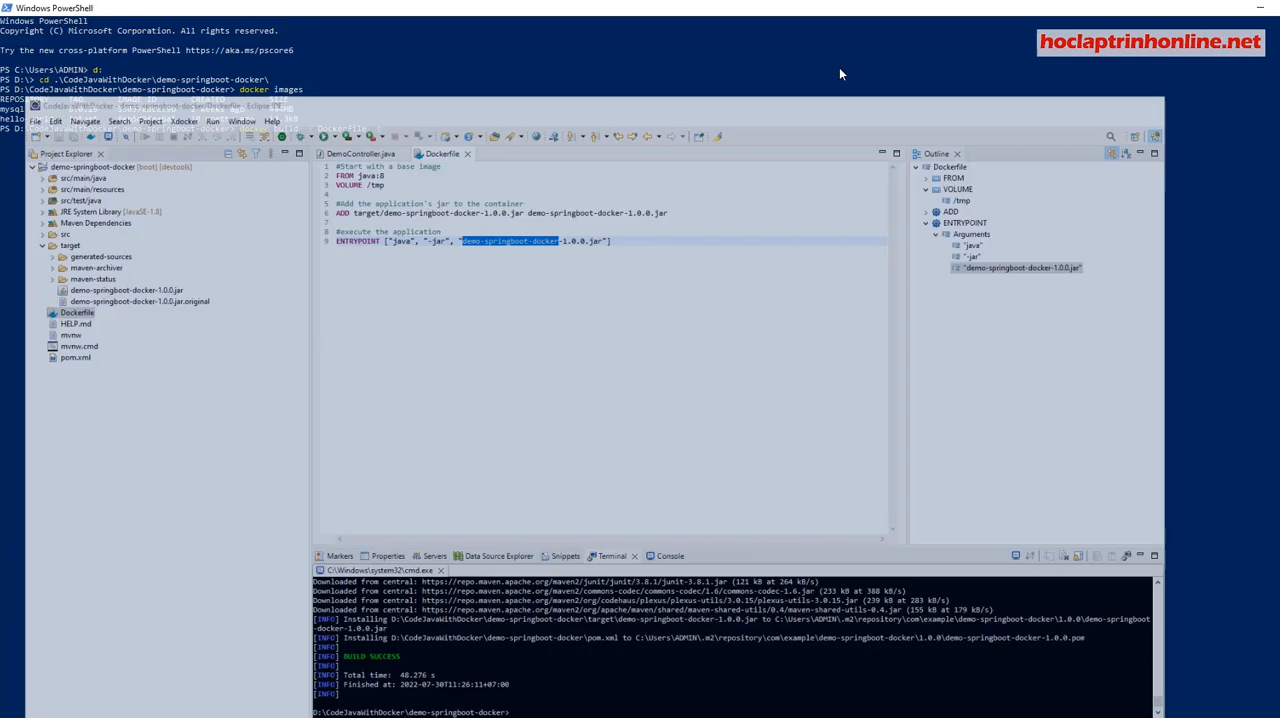 Windows PowerShell
Windows PowerShell
Copyright (C) Microsoft Corporation. All rights reserved.
hoclaptrinhonline.net
Try the new cross-platform PowerShell https://aka.ms/pscore6
PS C:\Users\ADMIN> d:
PS D:\> cd .\CodeJavaWithDocker\demo-springboot-docker\
PS D:\CodeJavaWithDocker\demo-springboot-docker> docker images
CodeJavaWithDocker - demo-springboot-docker/Dockerfile - Eclipse IDE
File Edit Navigate Search Project Xdocker Run Window Help
PS D:\CodeJavaWithDocker\demo-springboot-docker> docker build
Project Explorer
demo-springboot-docker [boot] [devtools]
src/main/java
src/main/resources
src/test/java
JRE System Library [JavaSE-1.8]
Maven Dependencies
src
target
generated-sources
maven-archiver
maven-status
demo-springboot-docker-1.0.0.jar
demo-springboot-docker-1.0.0.jar.original
Dockerfile
HELP.md
mvnw
mvnw.cmd
pom.xml
DemoController.java Dockerfile
1 #Start with a base image
2 FROM java:8
3 VOLUME /tmp
4
5 #Add the application's jar to the container
6 ADD target/demo-springboot-docker-1.0.0.jar demo-springboot-docker-1.0.0.jar
7
8 #execute the application
9 ENTRYPOINT ["java", "-jar", "demo-springboot-docker-1.0.0.jar"]
Outline
Dockerfile
FROM
VOLUME
/tmp
ADD
ENTRYPOINT
Arguments
"java"
"-jar"
"demo-springboot-docker-1.0.0.jar"
Markers Properties Servers Data Source Explorer Snippets Terminal Console
C:\Windows\system32\cmd.exe
Downloaded from central: https://repo.maven.apache.org/maven2/junit/junit/3.8.1/junit-3.8.1.jar (121 kB at 264 kB/s)
Downloaded from central: https://repo.maven.apache.org/maven2/commons-codec/commons-codec/1.6/commons-codec-1.6.jar (233 kB at 388 kB/s)
Downloaded from central: https://repo.maven.apache.org/maven2/org/codehaus/plexus/plexus-utils/3.0.15/plexus-utils-3.0.15.jar (239 kB at 283 kB/s)
Downloaded from central: https://repo.maven.apache.org/maven2/org/apache/maven/shared/maven-shared-utils/0.4/maven-shared-utils-0.4.jar (155 kB at 179 kB/s)
[INFO] Installing D:\CodeJavaWithDocker\demo-springboot-docker\target\demo-springboot-docker-1.0.0.jar to C:\Users\ADMIN\.m2\repository\com\example\demo-springboot-docker\1.0.0\demo-springboot
-docker-1.0.0.jar
[INFO] Installing D:\CodeJavaWithDocker\demo-springboot-docker\pom.xml to C:\Users\ADMIN\.m2\repository\com\example\demo-springboot-docker\1.0.0\demo-springboot-docker-1.0.0.pom
[INFO]
[INFO] BUILD SUCCESS
[INFO]
[INFO] Total time:  48.276 s
[INFO] Finished at: 2022-07-30T11:26:11+07:00
[INFO]
D:\CodeJavaWithDocker\demo-springboot-docker>